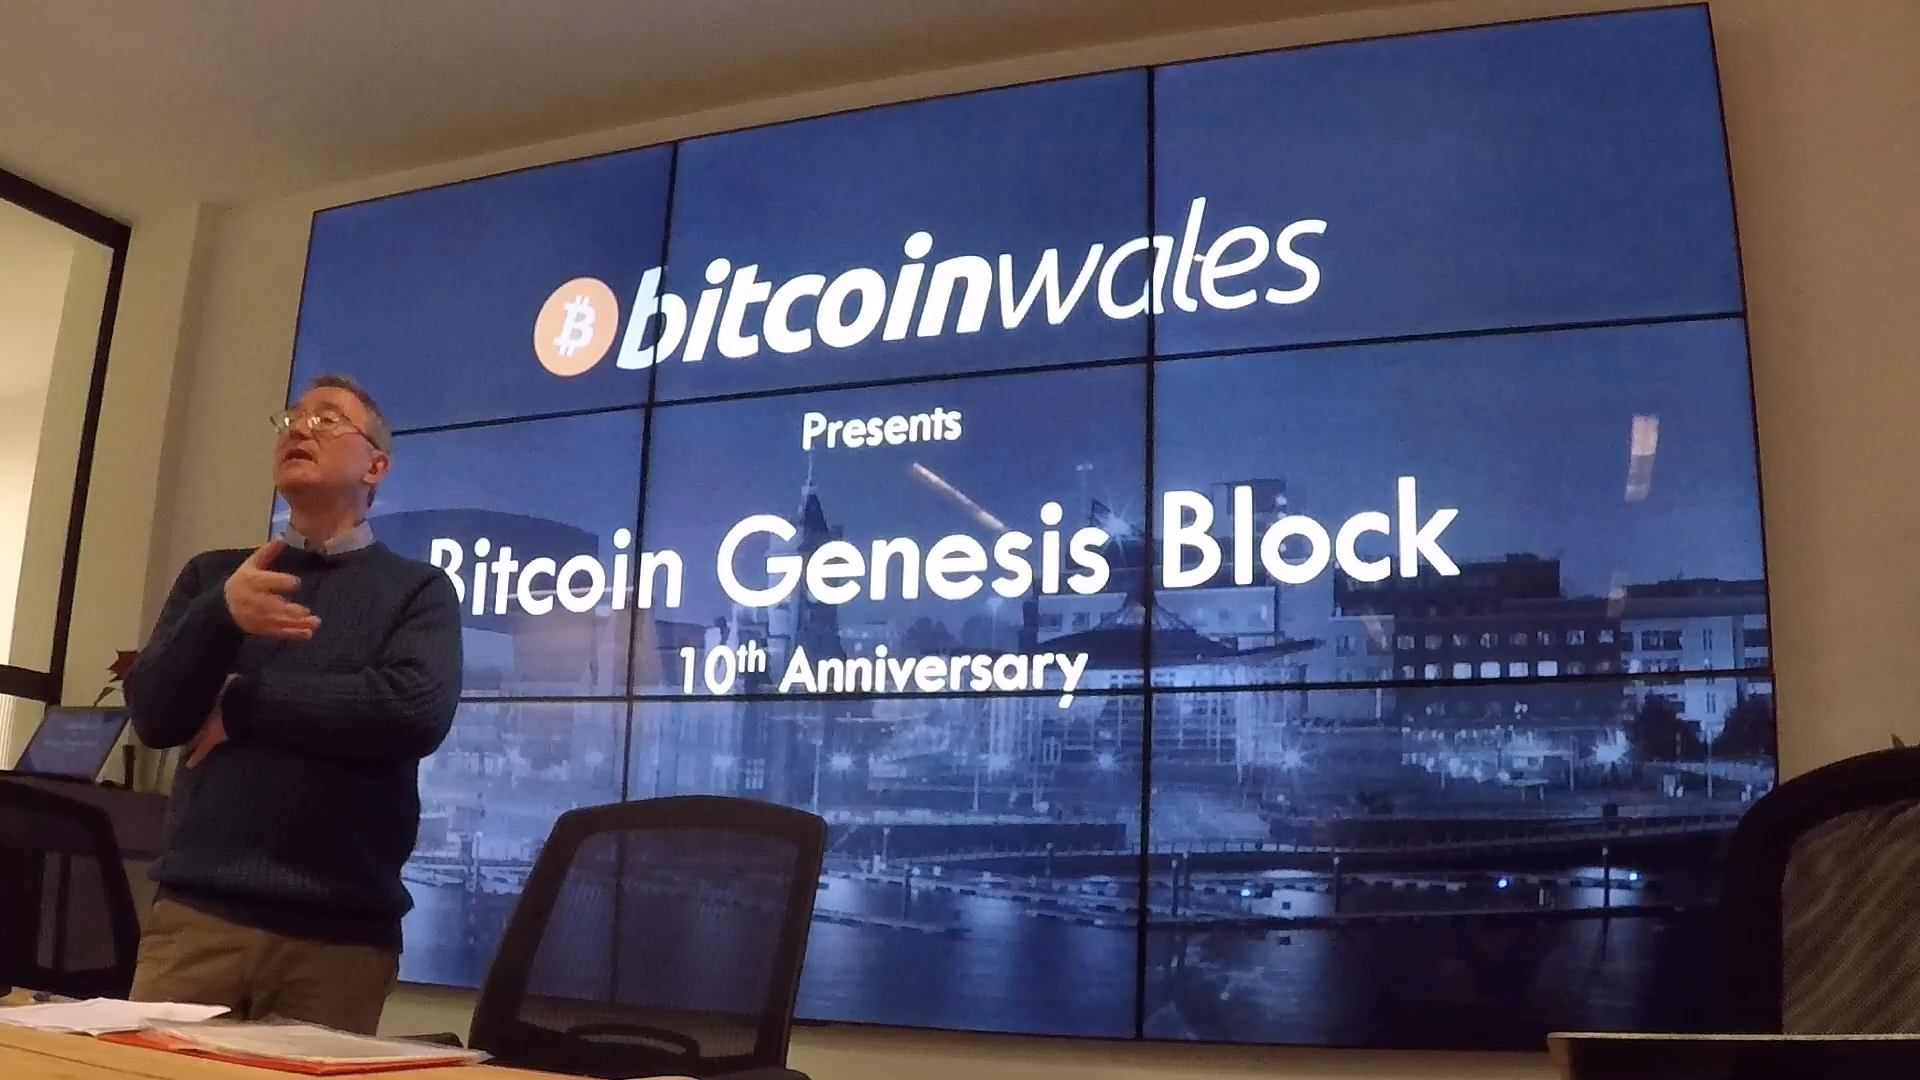 bitcoinwales
Presents
Bitcoin Genesis Block
10th Anniversary